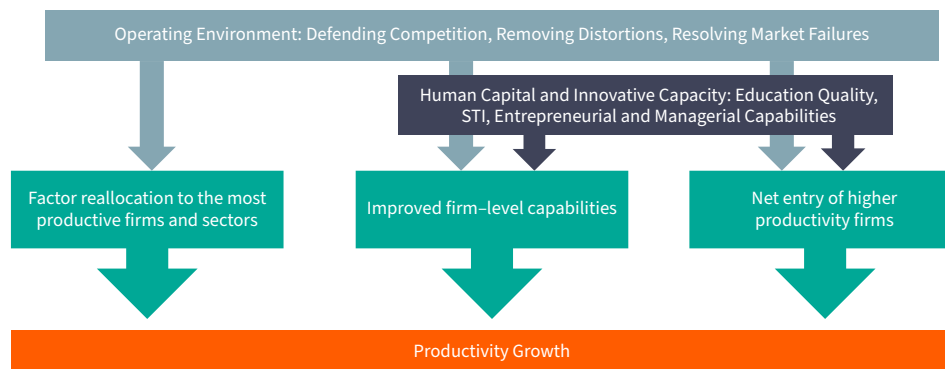 Operating Environment: Defending Competition, Removing Distortions, Resolving Market Failures
Human Capital and Innovative Capacity: Education Quality,
STI, Entrepreneurial and Managerial Capabilities
Factor reallocation to the most
productive firms and sectors
Improved firm–level capabilities
Net entry of higher
productivity firms
Productivity Growth